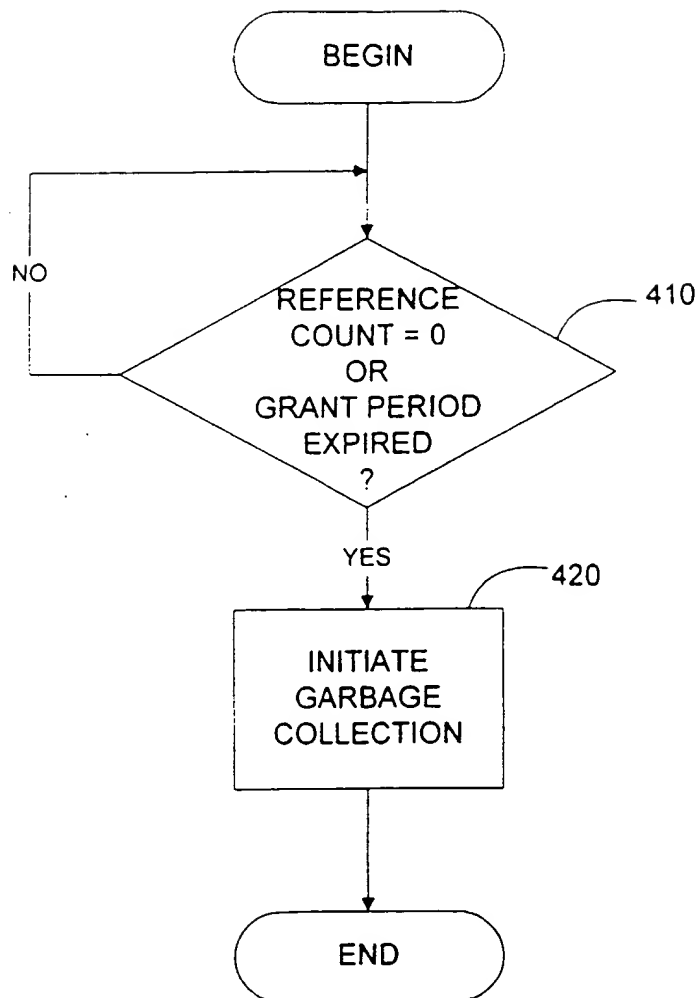 BEGIN
NO
REFERENCE
COUNT = 0
OR
GRANT PERIOD
EXPIRED
?
410
YES
420
INITIATE
GARBAGE
COLLECTION
END